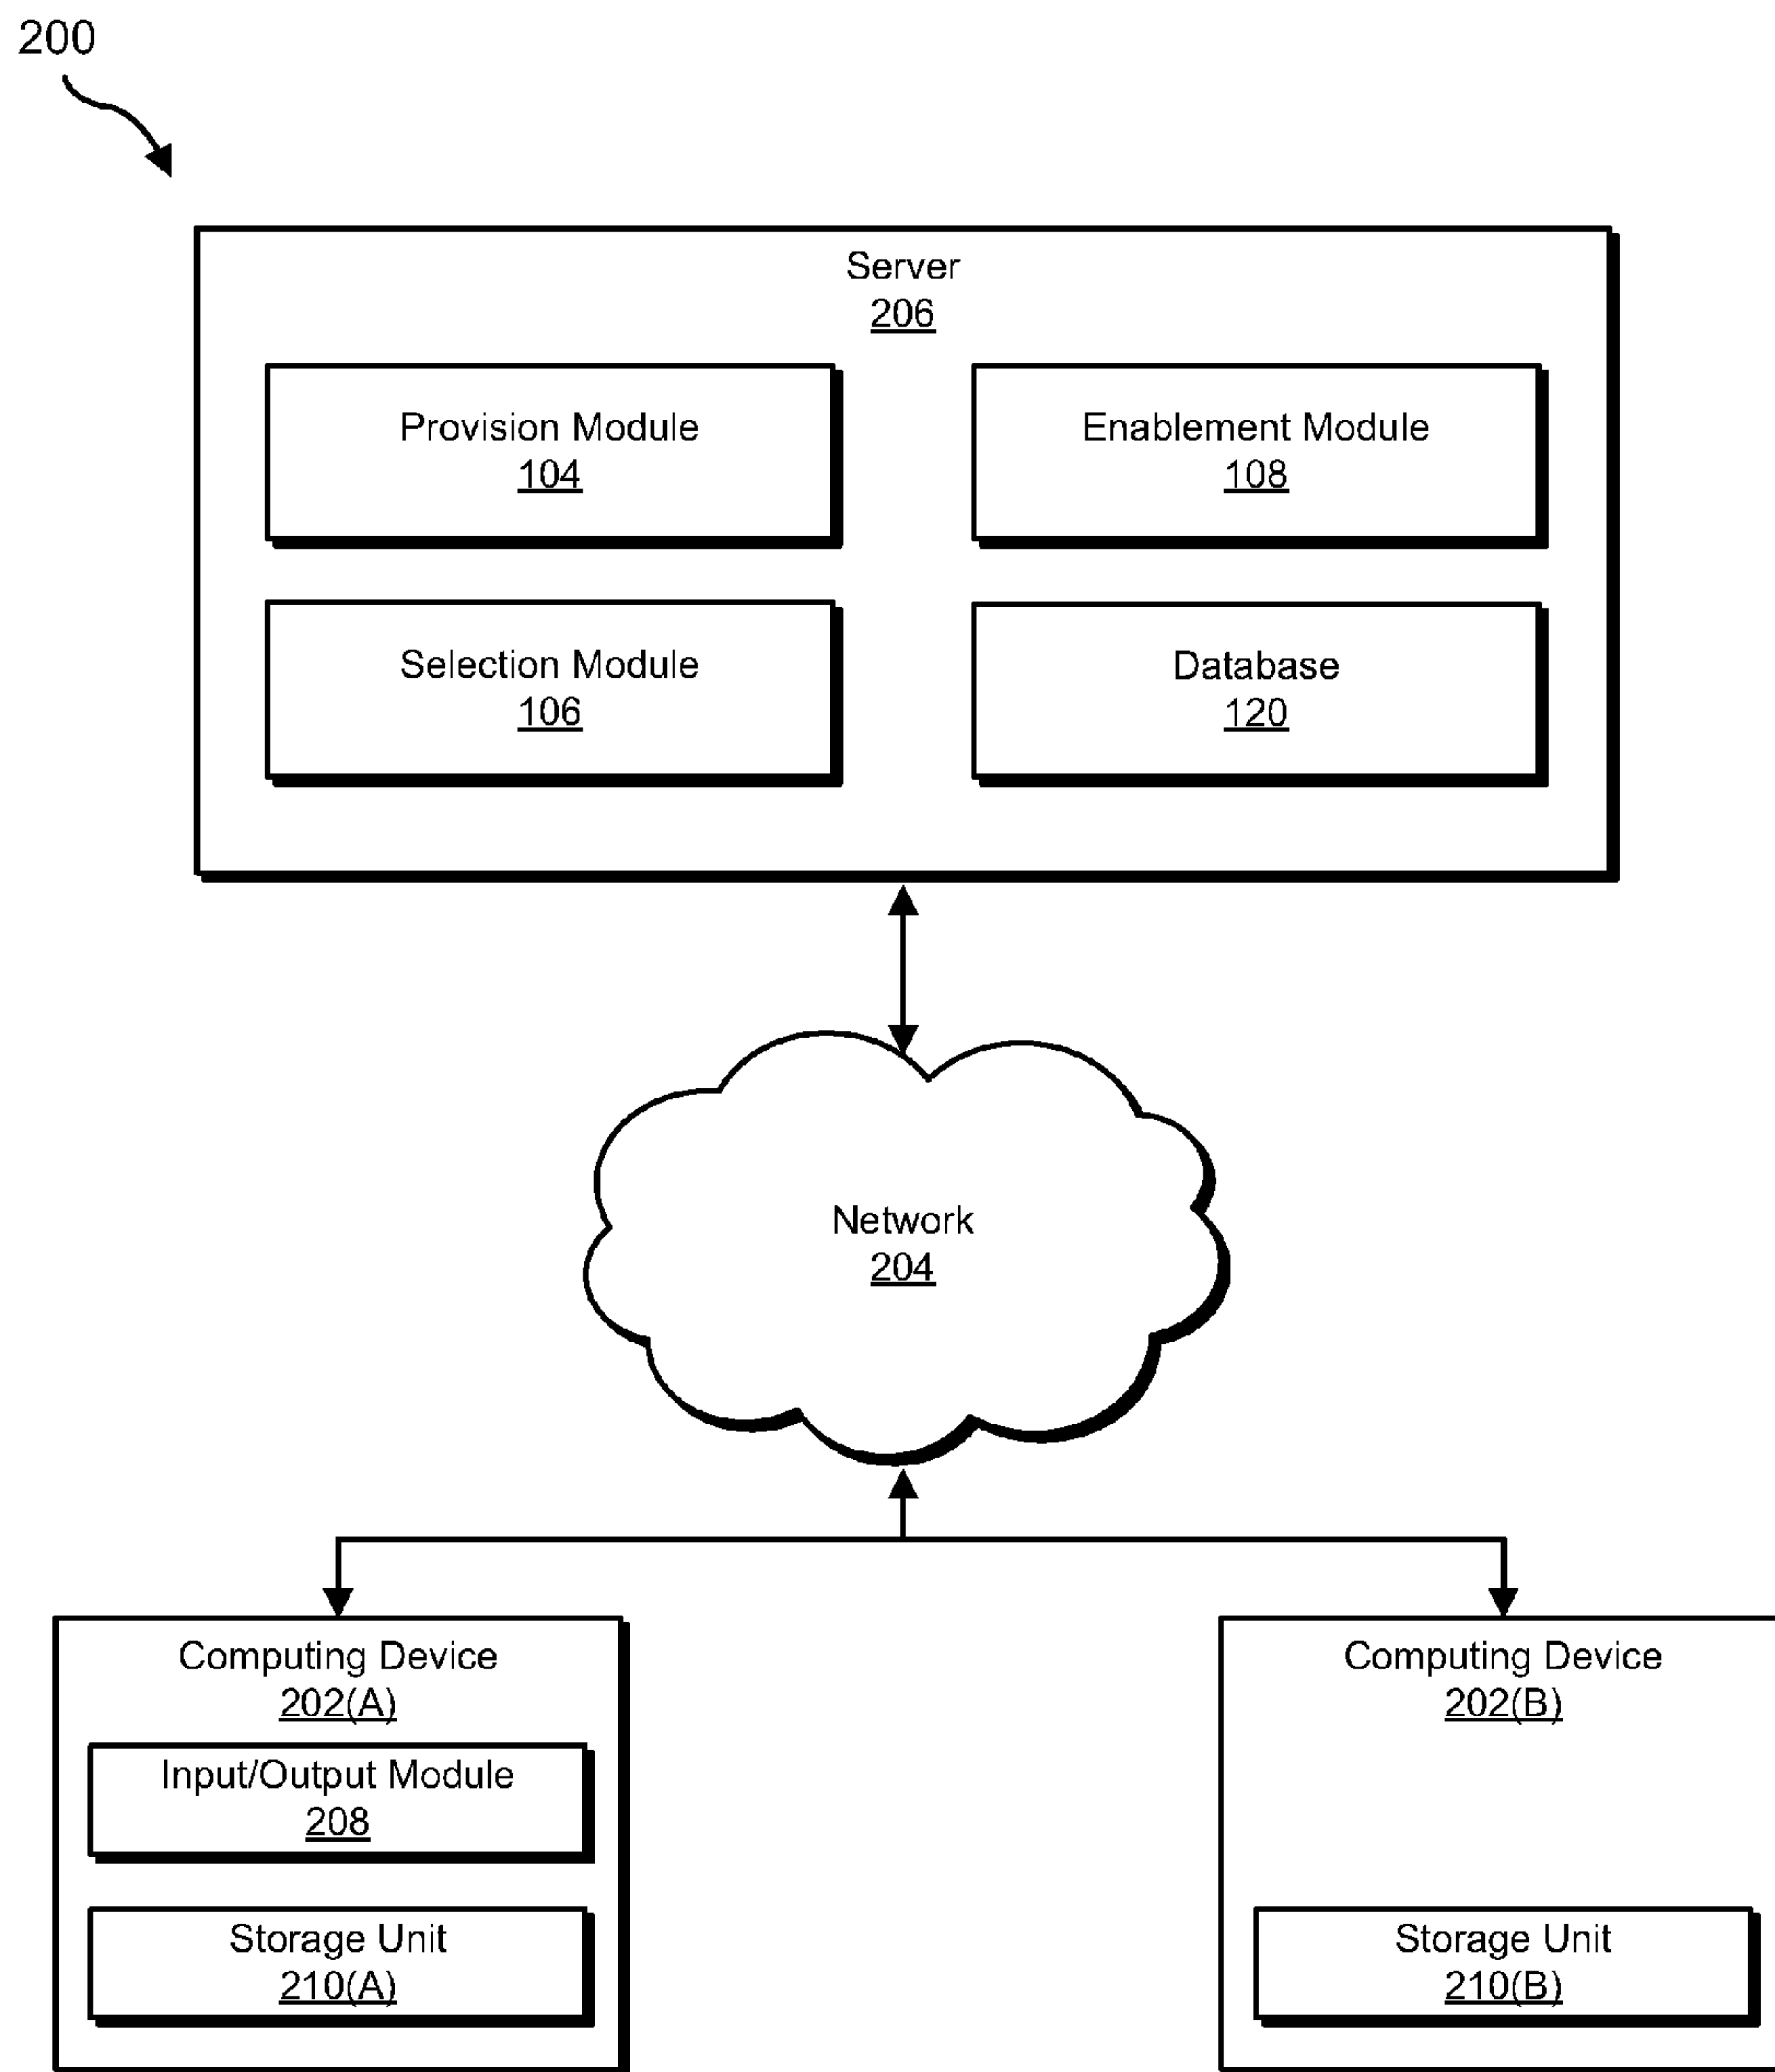 200
Server
206
Provision Module
104
Enablement Module
108
Selection Module
106
Database
120
Network
204
Computing Device
202(A)
Input/Output Module
208
Storage Unit
210(A)
Computing Device
202(B)
Storage Unit
210(B)